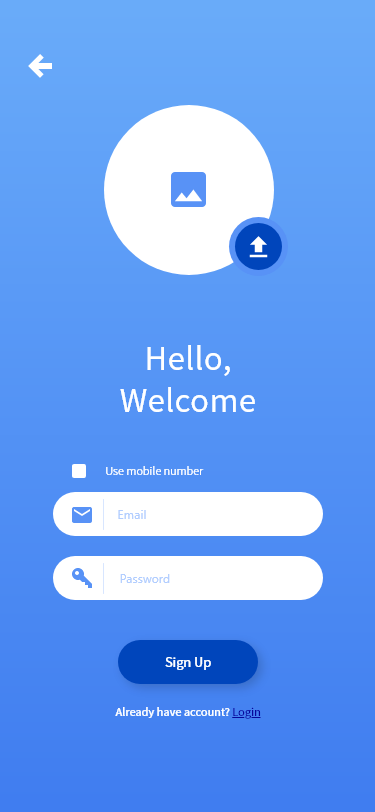 Hello,
Welcome
Use mobile number
Email
Password
Sign Up
Already have account? Login